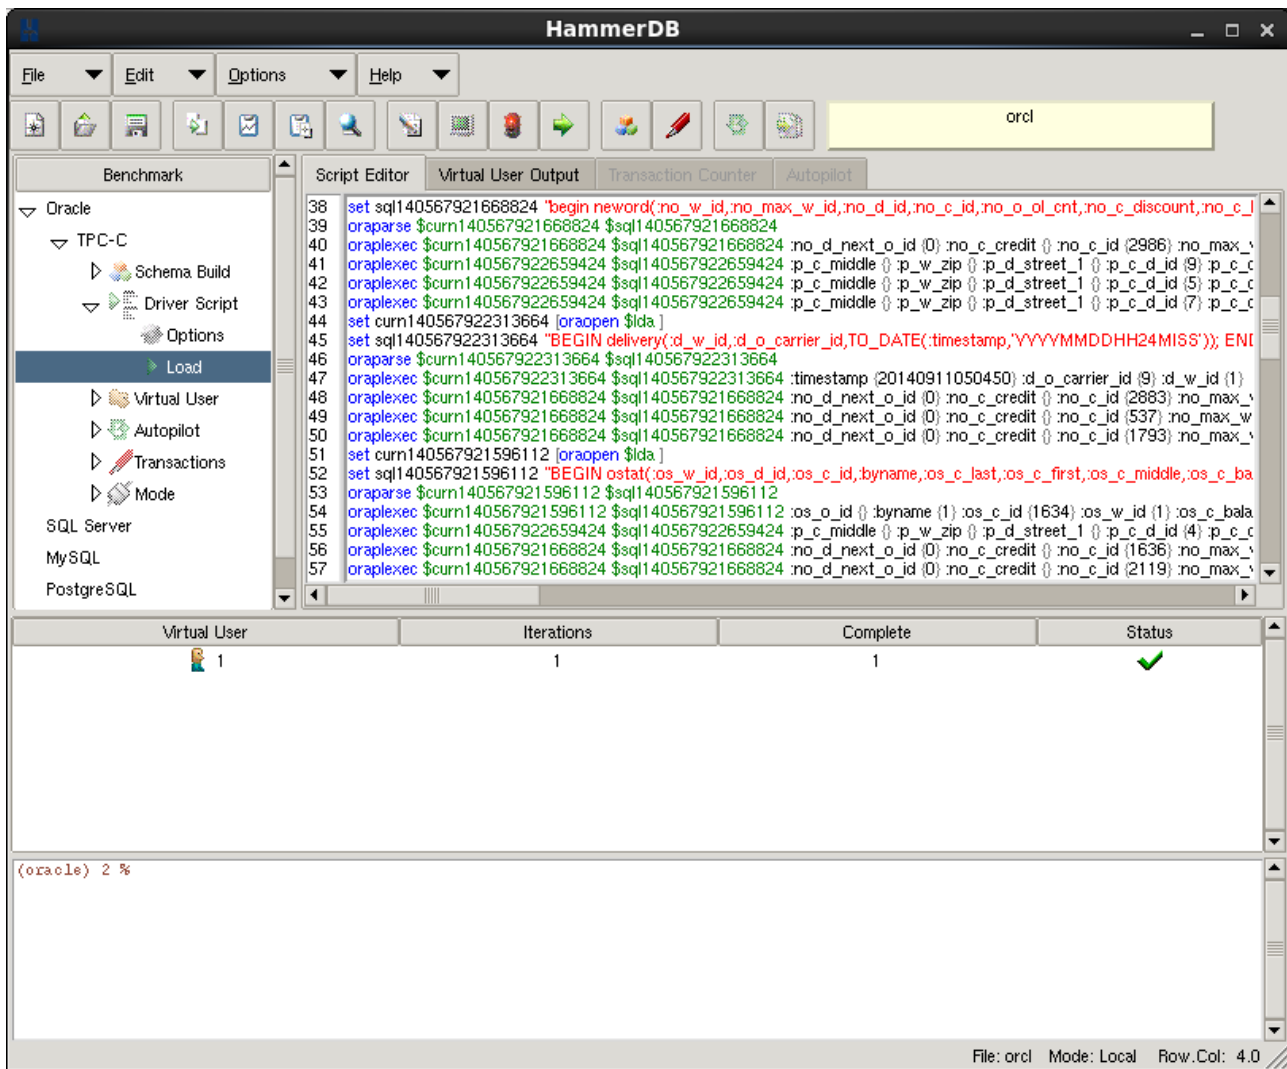 HammerDB
File Edit Options Help
orcl
Benchmark
Oracle
TPC-C
Schema Build
Driver Script
Options
Load
Virtual User
Autopilot
Transactions
Mode
SQL Server
MySQL
PostgreSQL
Script Editor Virtual User Output Transaction Counter Autopilot
38 set sql140567921668824 "begin neword(:no_w_id,:no_max_w_id,:no_d_id,:no_c_id,:no_o_ol_cnt,:no_c_discount,:no_c_l
39 oraparse $curn140567921668824 $sql140567921668824
40 oraplexec $curn140567921668824 $sql140567921668824 :no_d_next_o_id {0} :no_c_credit {} :no_c_id {2986} :no_max_
41 oraplexec $curn140567922659424 $sql140567922659424 :p_c_middle {} :p_w_zip {} :p_d_street_1 {} :p_c_d_id {9} :p_c_c
42 oraplexec $curn140567922659424 $sql140567922659424 :p_c_middle {} :p_w_zip {} :p_d_street_1 {} :p_c_d_id {5} :p_c_c
43 oraplexec $curn140567922659424 $sql140567922659424 :p_c_middle {} :p_w_zip {} :p_d_street_1 {} :p_c_d_id {7} :p_c_c
44 set curn140567922313664 [oraopen $lda ]
45 set sql140567922313664 "BEGIN delivery(:d_w_id,:d_o_carrier_id,TO_DATE(:timestamp,'YYYYMMDDHH24MISS')); END
46 oraparse $curn140567922313664 $sql140567922313664
47 oraplexec $curn140567922313664 $sql140567922313664 :timestamp {20140911050450} :d_o_carrier_id {9} :d_w_id {1}
48 oraplexec $curn140567921668824 $sql140567921668824 :no_d_next_o_id {0} :no_c_credit {} :no_c_id {2883} :no_max_
49 oraplexec $curn140567921668824 $sql140567921668824 :no_d_next_o_id {0} :no_c_credit {} :no_c_id {537} :no_max_w
50 oraplexec $curn140567921668824 $sql140567921668824 :no_d_next_o_id {0} :no_c_credit {} :no_c_id {1793} :no_max_
51 set curn140567921596112 [oraopen $lda ]
52 set sql140567921596112 "BEGIN ostat(:os_w_id,:os_d_id,:os_c_id,:byname,:os_c_last,:os_c_first,:os_c_middle,:os_c_ba
53 oraparse $curn140567921596112 $sql140567921596112
54 oraplexec $curn140567921596112 $sql140567921596112 :os_o_id {} :byname {1} :os_c_id {1634} :os_w_id {1} :os_c_bala
55 oraplexec $curn140567922659424 $sql140567922659424 :p_c_middle {} :p_w_zip {} :p_d_street_1 {} :p_c_d_id {4} :p_c_c
56 oraplexec $curn140567921668824 $sql140567921668824 :no_d_next_o_id {0} :no_c_credit {} :no_c_id {1636} :no_max_
57 oraplexec $curn140567921668824 $sql140567921668824 :no_d_next_o_id {0} :no_c_credit {} :no_c_id {2119} :no_max_
Virtual User Iterations Complete Status
1 1 1
(oracle) 2 %
File: orcl Mode: Local Row.Col: 4.0